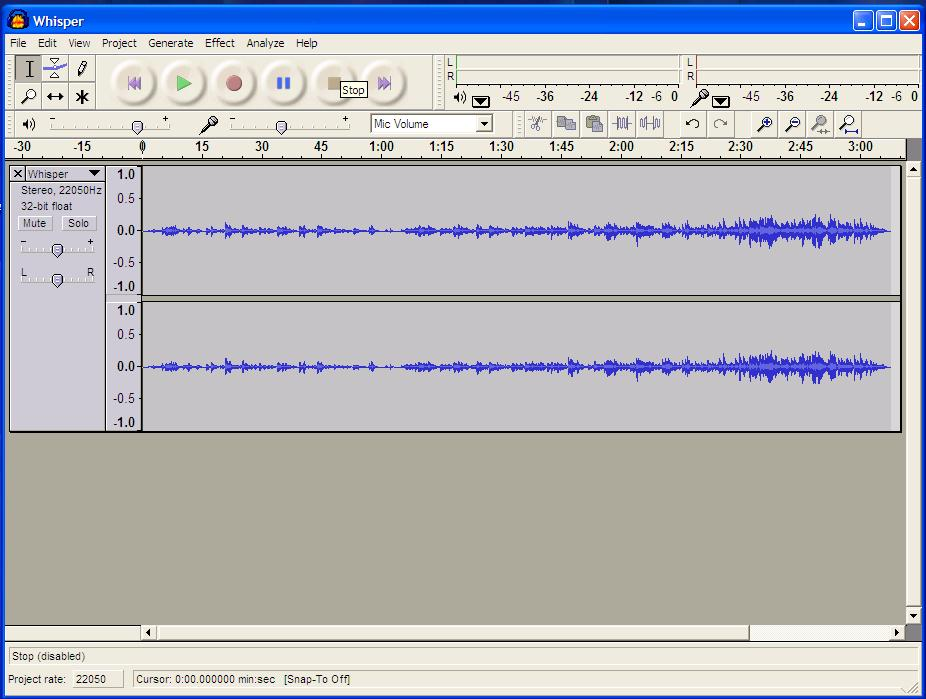 Whisper
File Edit View Project Generate Effect Analyze Help
L L
R R
Stop
-45 -36 -24 -12 -6 0 -45 -36 -24 -12 -6 0
- + - + Mic Volume
-30 -15 0 15 30 45 1:00 1:15 1:30 1:45 2:00 2:15 2:30 2:45 3:00
Whisper
Stereo, 22050Hz
32-bit float
Mute Solo
- +
L R
1.0
0.5
0.0
-0.5
-1.0
1.0
0.5
0.0
-0.5
-1.0
Stop (disabled)
Project rate: 22050 Cursor: 0:00.000000 min:sec [Snap-To Off]